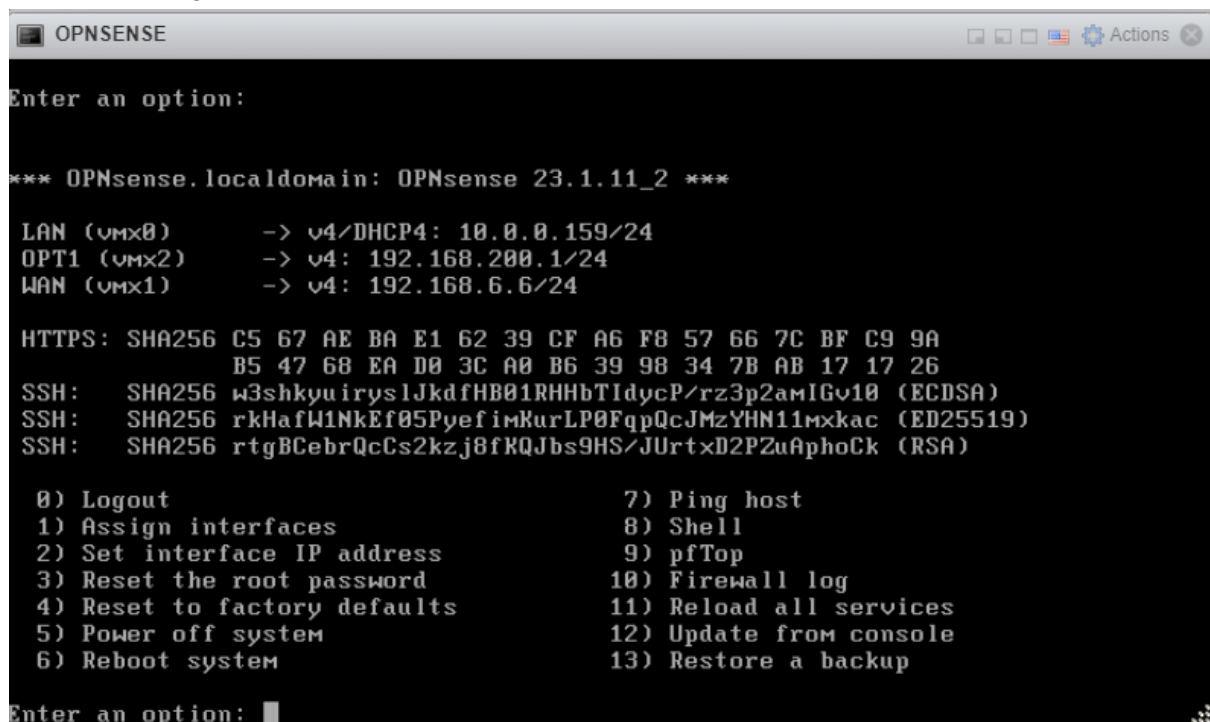 OPNSENSE
Actions
Enter an option:
*** OPNsense.localdomain: OPNsense 23.1.11_2 ***
LAN (vmx0) -> v4/DHCP4: 10.0.0.159/24
OPT1 (vmx2) -> v4: 192.168.200.1/24
WAN (vmx1) -> v4: 192.168.6.6/24
HTTPS: SHA256 C5 67 AE BA E1 62 39 CF A6 F8 57 66 7C BF C9 9A
B5 47 68 EA D0 3C A0 B6 39 98 34 7B AB 17 17 26
SSH: SHA256 w3shkyuiryslJkdfHB01RHHbTIdycP/rz3p2amIGv10 (ECDSA)
SSH: SHA256 rkHafW1NkEf05PyefimKurLP0FqpQcJMzYHN11mxkac (ED25519)
SSH: SHA256 rtgBCebrQcCs2kzj8fKQJbs9HS/JUrtxD2PZuAphoCk (RSA)
0) Logout 7) Ping host
1) Assign interfaces 8) Shell
2) Set interface IP address 9) pfTop
3) Reset the root password 10) Firewall log
4) Reset to factory defaults 11) Reload all services
5) Power off system 12) Update from console
6) Reboot system 13) Restore a backup
Enter an option: